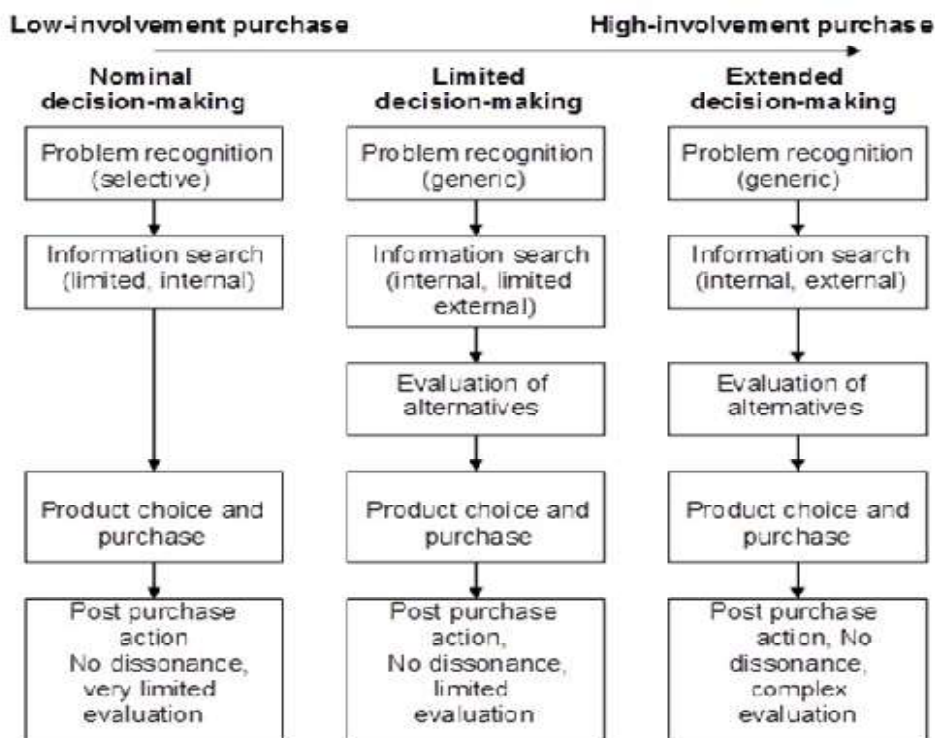 Low-involvement purchase
High-involvement purchase
Nominal
decision-making
Limited
decision-making
Extended
decision-making
Problem recognition
(selective)
Problem recognition
(generic)
Problem recognition
(generic)
Information search
(limited, internal)
Information search
(internal, limited
external)
Information search
(internal, external)
Evaluation of
alternatives
Evaluation of
alternatives
Product choice and
purchase
Product choice and
purchase
Product choice and
purchase
Post purchase
action
No dissonance,
very limited
evaluation
Post purchase
action,
No dissonance,
limited
evaluation
Post purchase
action, No
dissonance,
complex
evaluation